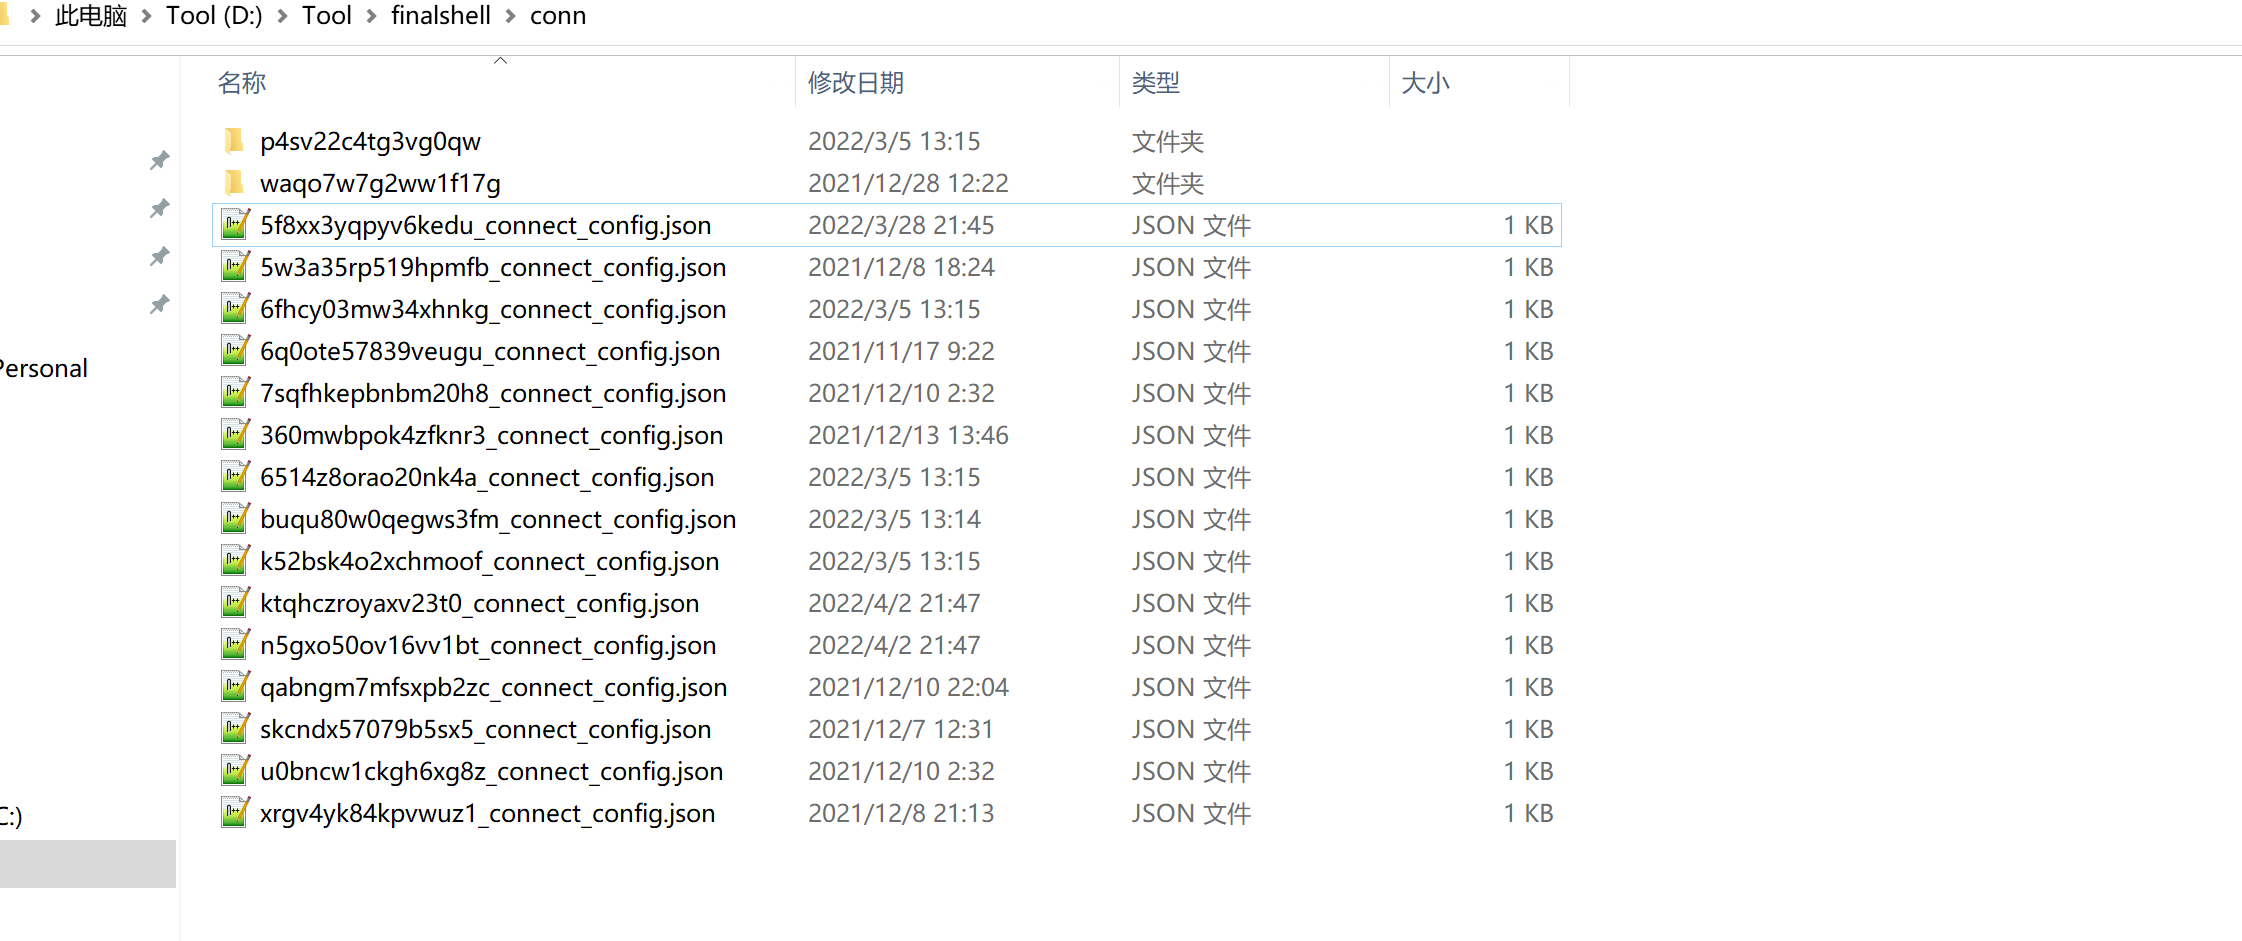 此电脑 > Tool (D:) > Tool > finalshell > conn
名称 修改日期 类型 大小
p4sv22c4tg3vg0qw 2022/3/5 13:15 文件夹
waqo7w7g2ww1f17g 2021/12/28 12:22 文件夹
5f8xx3yqpyv6kedu_connect_config.json 2022/3/28 21:45 JSON 文件 1 KB
5w3a35rp519hpmfb_connect_config.json 2021/12/8 18:24 JSON 文件 1 KB
6fhcy03mw34xhnkg_connect_config.json 2022/3/5 13:15 JSON 文件 1 KB
6q0ote57839veugu_connect_config.json 2021/11/17 9:22 JSON 文件 1 KB
7sqfhkepbnbm20h8_connect_config.json 2021/12/10 2:32 JSON 文件 1 KB
360mwbpok4zfknr3_connect_config.json 2021/12/13 13:46 JSON 文件 1 KB
6514z8orao20nk4a_connect_config.json 2022/3/5 13:15 JSON 文件 1 KB
buqu80w0qegws3fm_connect_config.json 2022/3/5 13:14 JSON 文件 1 KB
k52bsk4o2xchmoof_connect_config.json 2022/3/5 13:15 JSON 文件 1 KB
ktqhczroyaxv23t0_connect_config.json 2022/4/2 21:47 JSON 文件 1 KB
n5gxo50ov16vv1bt_connect_config.json 2022/4/2 21:47 JSON 文件 1 KB
qabngm7mfsxpb2zc_connect_config.json 2021/12/10 22:04 JSON 文件 1 KB
skcndx57079b5sx5_connect_config.json 2021/12/7 12:31 JSON 文件 1 KB
u0bncw1ckgh6xg8z_connect_config.json 2021/12/10 2:32 JSON 文件 1 KB
xrgv4yk84kpvwuz1_connect_config.json 2021/12/8 21:13 JSON 文件 1 KB
Personal
C:)